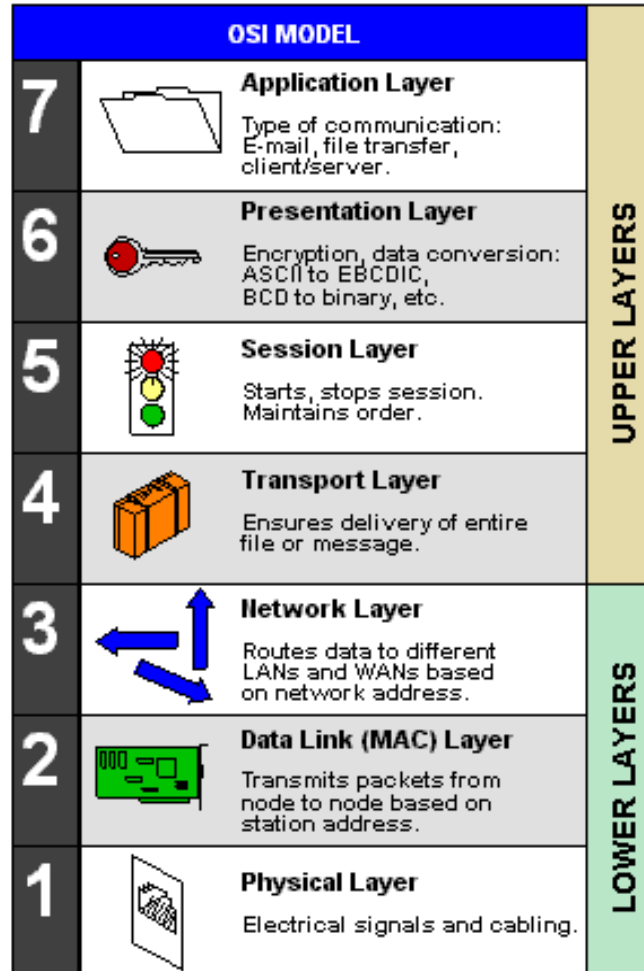 OSI MODEL
7
Application Layer
Type of communication:
E-mail, file transfer,
client/server.
6
Presentation Layer
Encryption, data conversion:
ASCII to EBCDIC,
BCD to binary, etc.
5
Session Layer
Starts, stops session.
Maintains order.
4
Transport Layer
Ensures delivery of entire
file or message.
UPPER LAYERS
3
Network Layer
Routes data to different
LANs and WANs based
on network address.
2
Data Link (MAC) Layer
Transmits packets from
node to node based on
station address.
1
Physical Layer
Electrical signals and cabling.
LOWER LAYERS